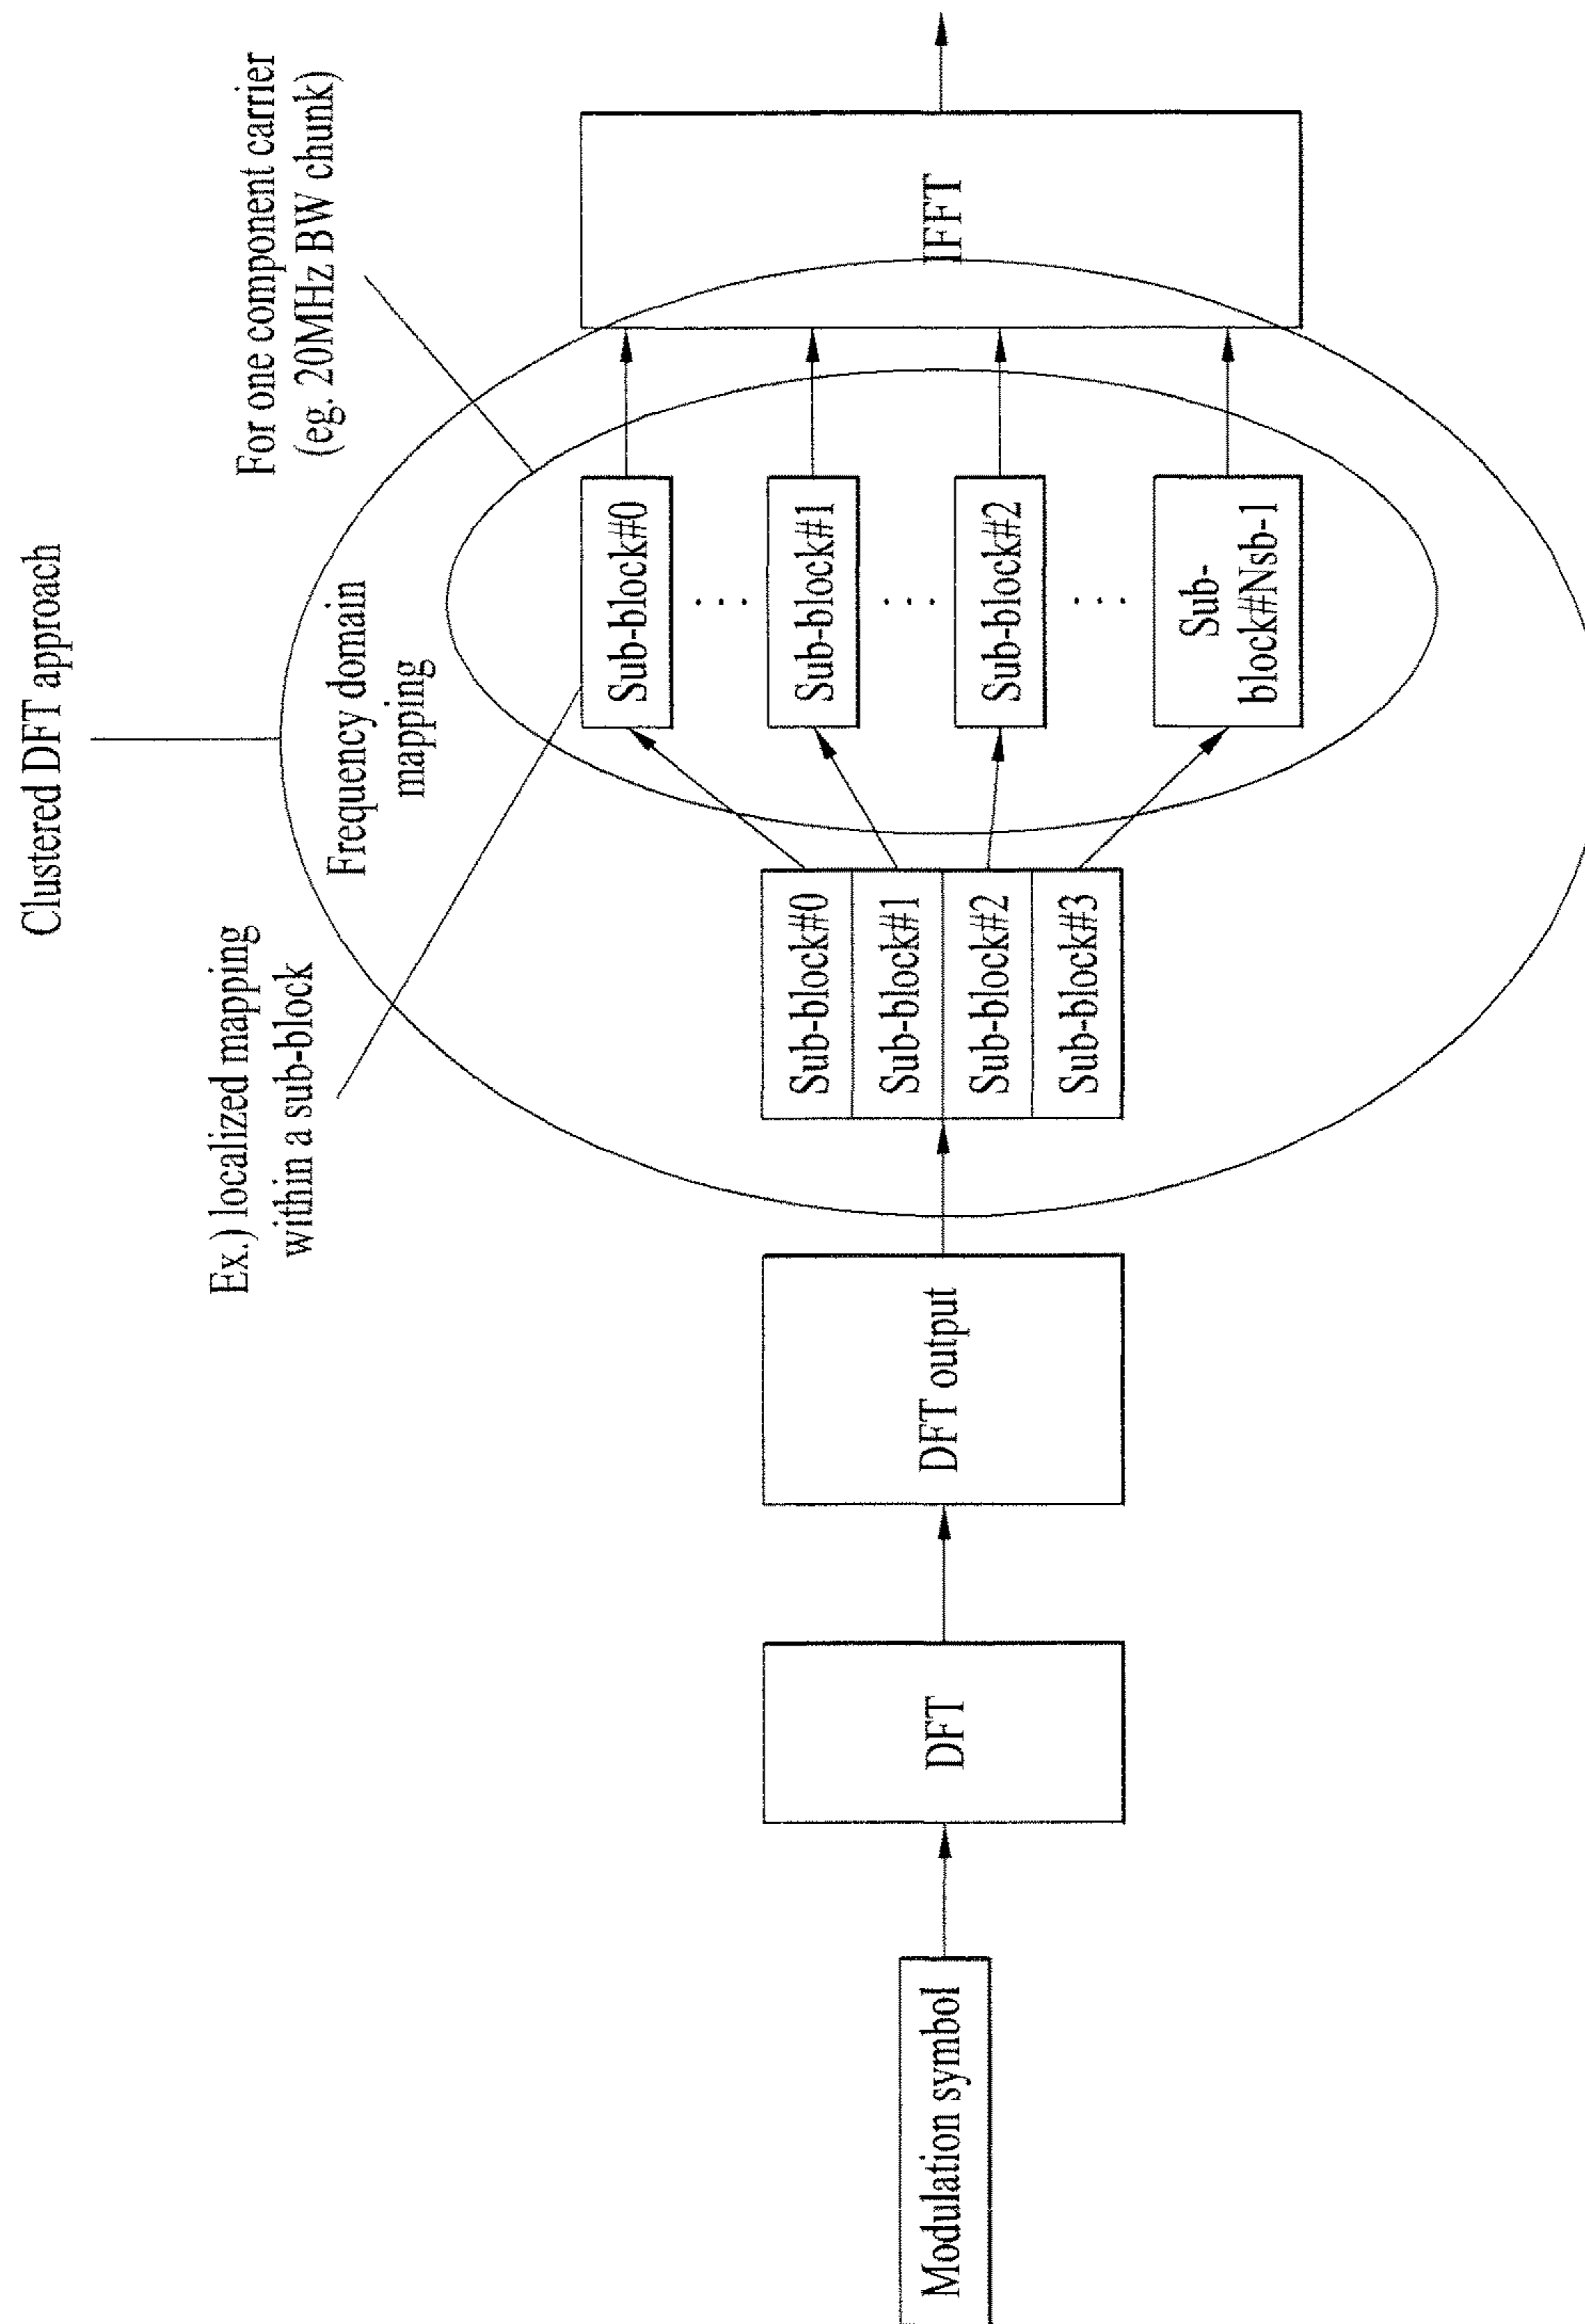 Clustered DFT approach
For one component carrier
(eg. 20MHz BW chunk)
Ex.) localized mapping
within a sub-block
Frequency domain
mapping
Modulation symbol
DFT
DFT output
Sub-block#0
Sub-block#1
Sub-block#2
Sub-block#3
Sub-block#0
...
Sub-block#1
...
Sub-block#2
...
Sub-
block#Nsb-1
IFFT